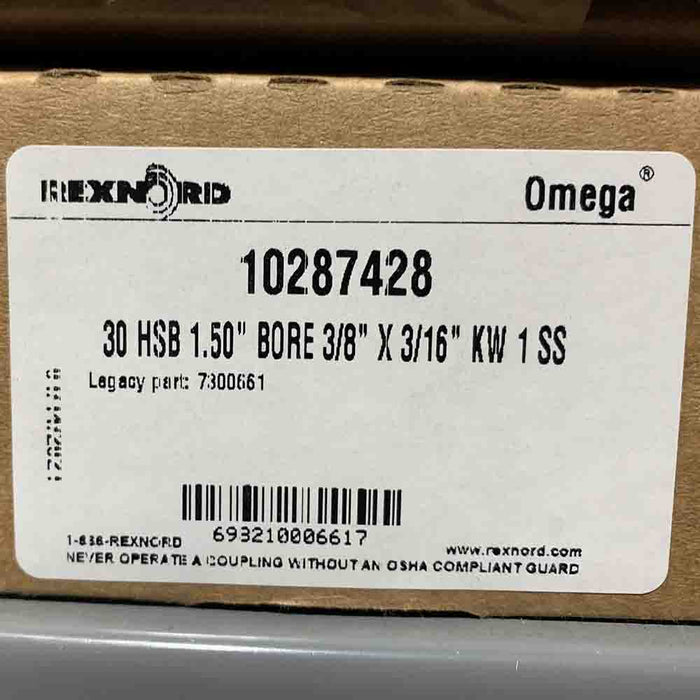 REXNORD
Omega®
10287428
30 HSB 1.50" BORE 3/8" X 3/16" KW 1 SS
Legacy part: 7300661
693210006617
1-888-REXNORD
www.rexnord.com
NEVER OPERATE A COUPLING WITHOUT AN OSHA COMPLIANT GUARD